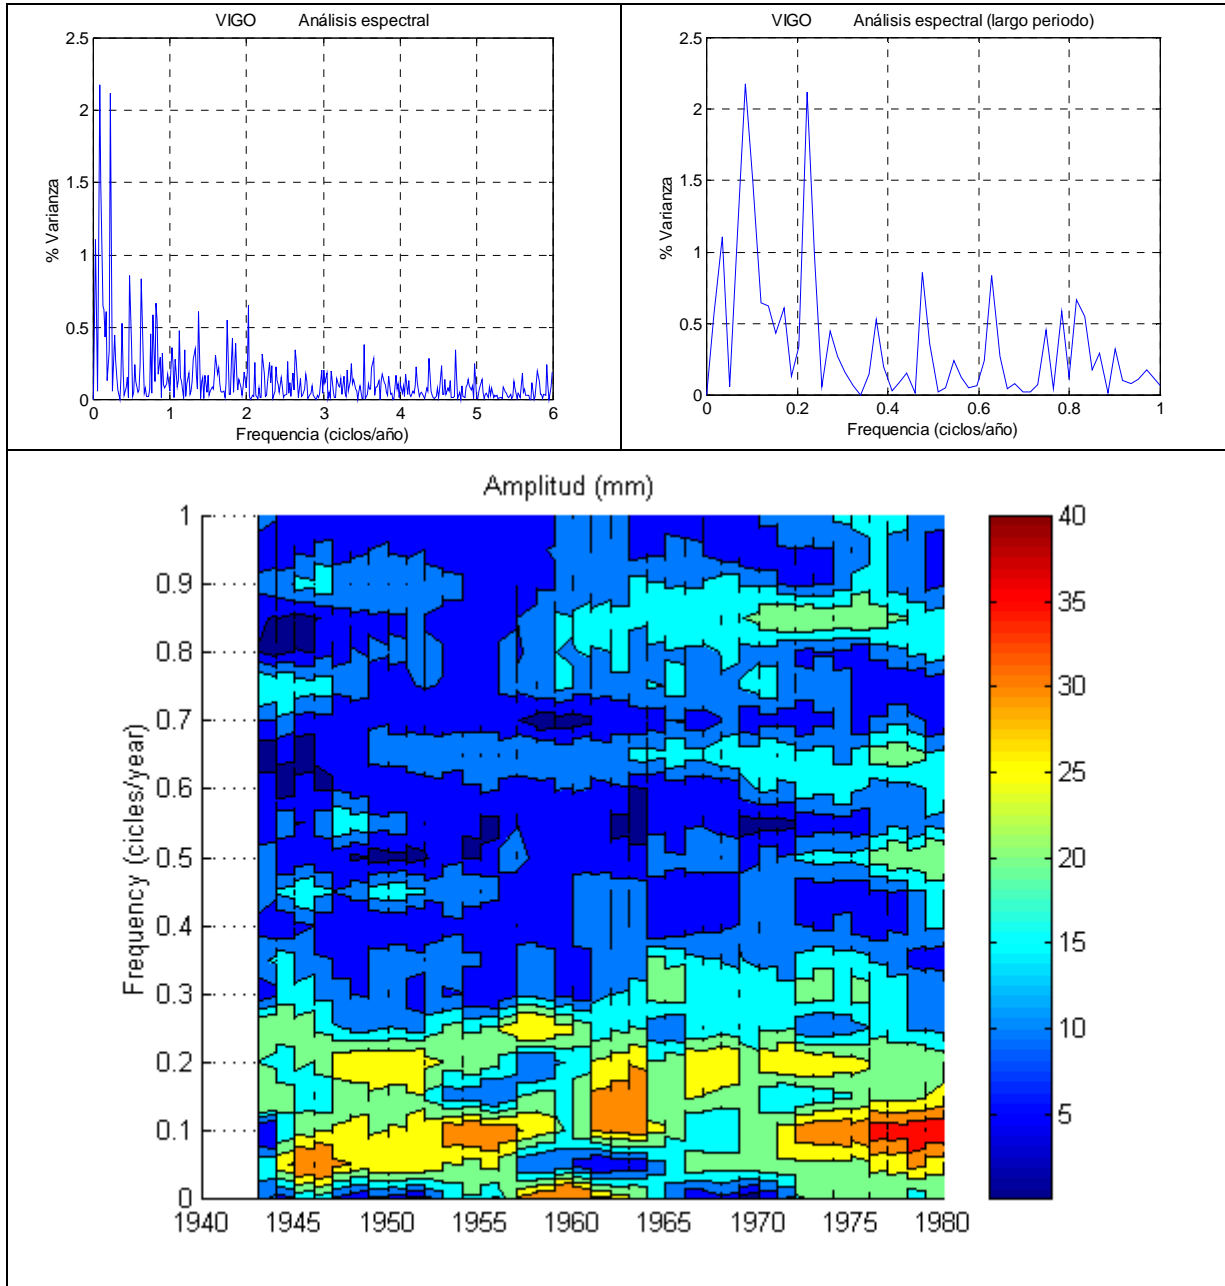 VIGO Análisis espectral
2.5
2
1.5
1
0.5
0
% Varianza
0 1 2 3 4 5 6
Frequencia (ciclos/año)
VIGO Análisis espectral (largo periodo)
2.5
2
1.5
1
0.5
0
% Varianza
0 0.2 0.4 0.6 0.8 1
Frequencia (ciclos/año)
Amplitud (mm)
1
0.9
0.8
0.7
0.6
0.5
0.4
0.3
0.2
0.1
0
Frequency (cicles/year)
1940 1945 1950 1955 1960 1965 1970 1975 1980
40
35
30
25
20
15
10
5